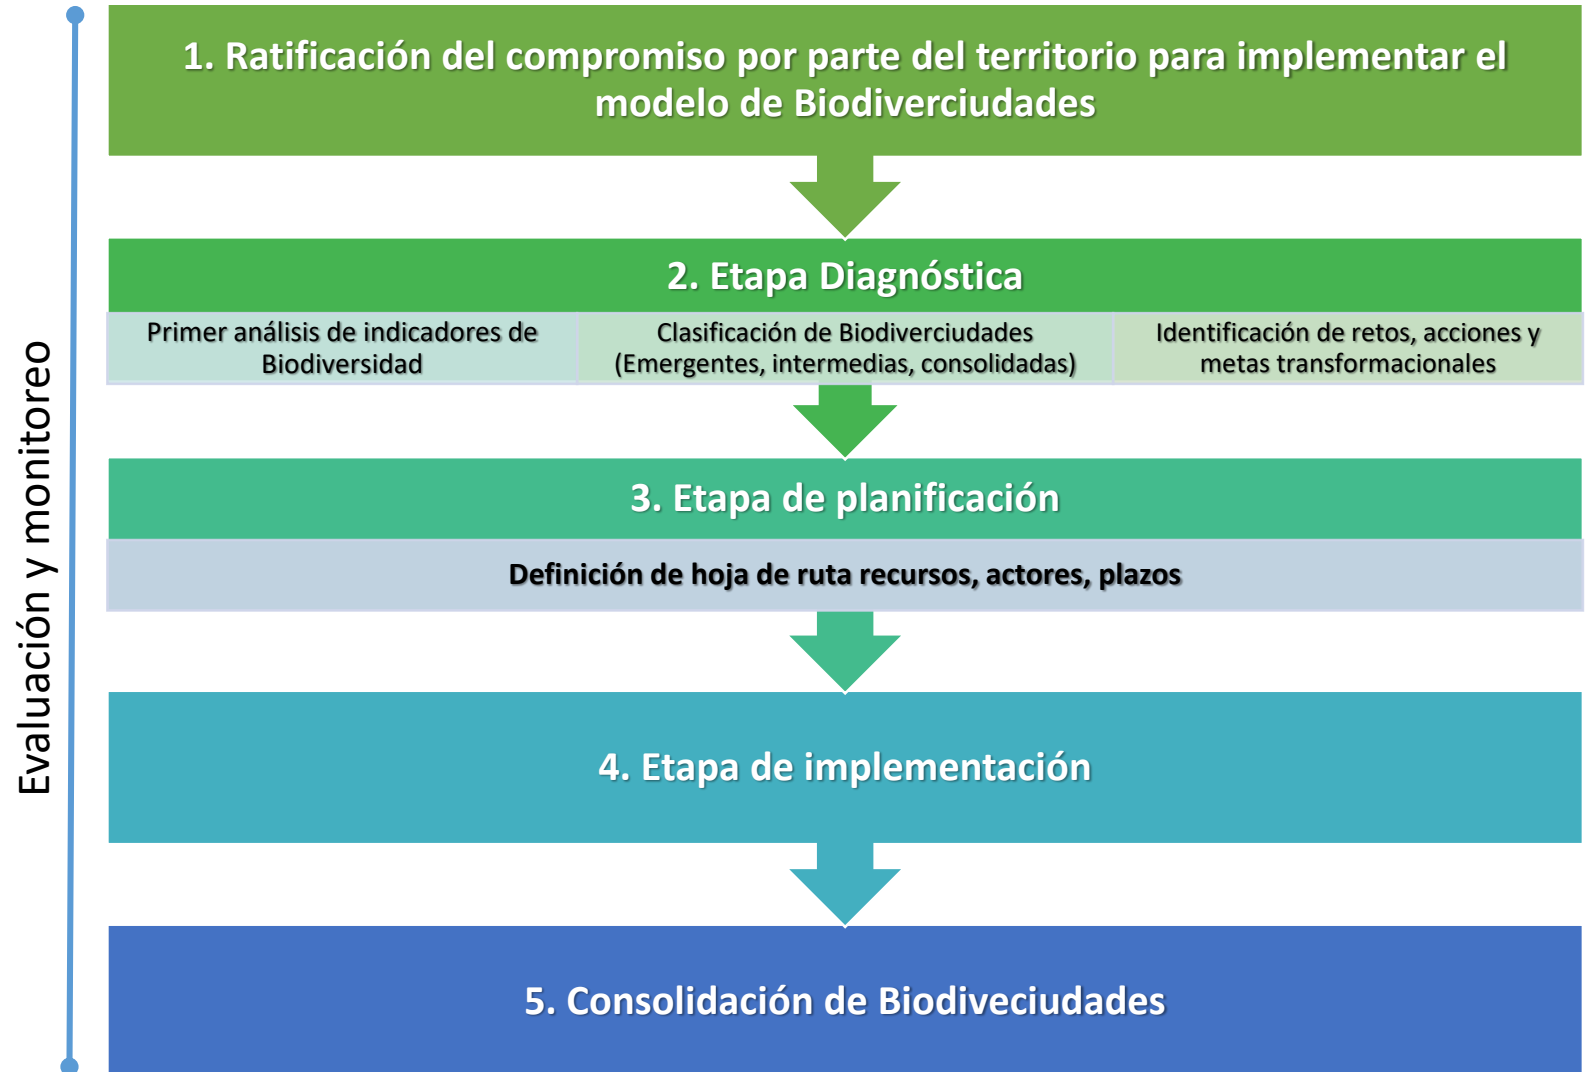 Evaluación y monitoreo
1. Ratificación del compromiso por parte del territorio para implementar el
modelo de Biodiverciudades
2. Etapa Diagnóstica
Primer análisis de indicadores de
Biodiversidad
Clasificación de Biodiverciudades
(Emergentes, intermedias, consolidadas)
Identificación de retos, acciones y
metas transformacionales
3. Etapa de planificación
Definición de hoja de ruta recursos, actores, plazos
4. Etapa de implementación
5. Consolidación de Biodiveciudades